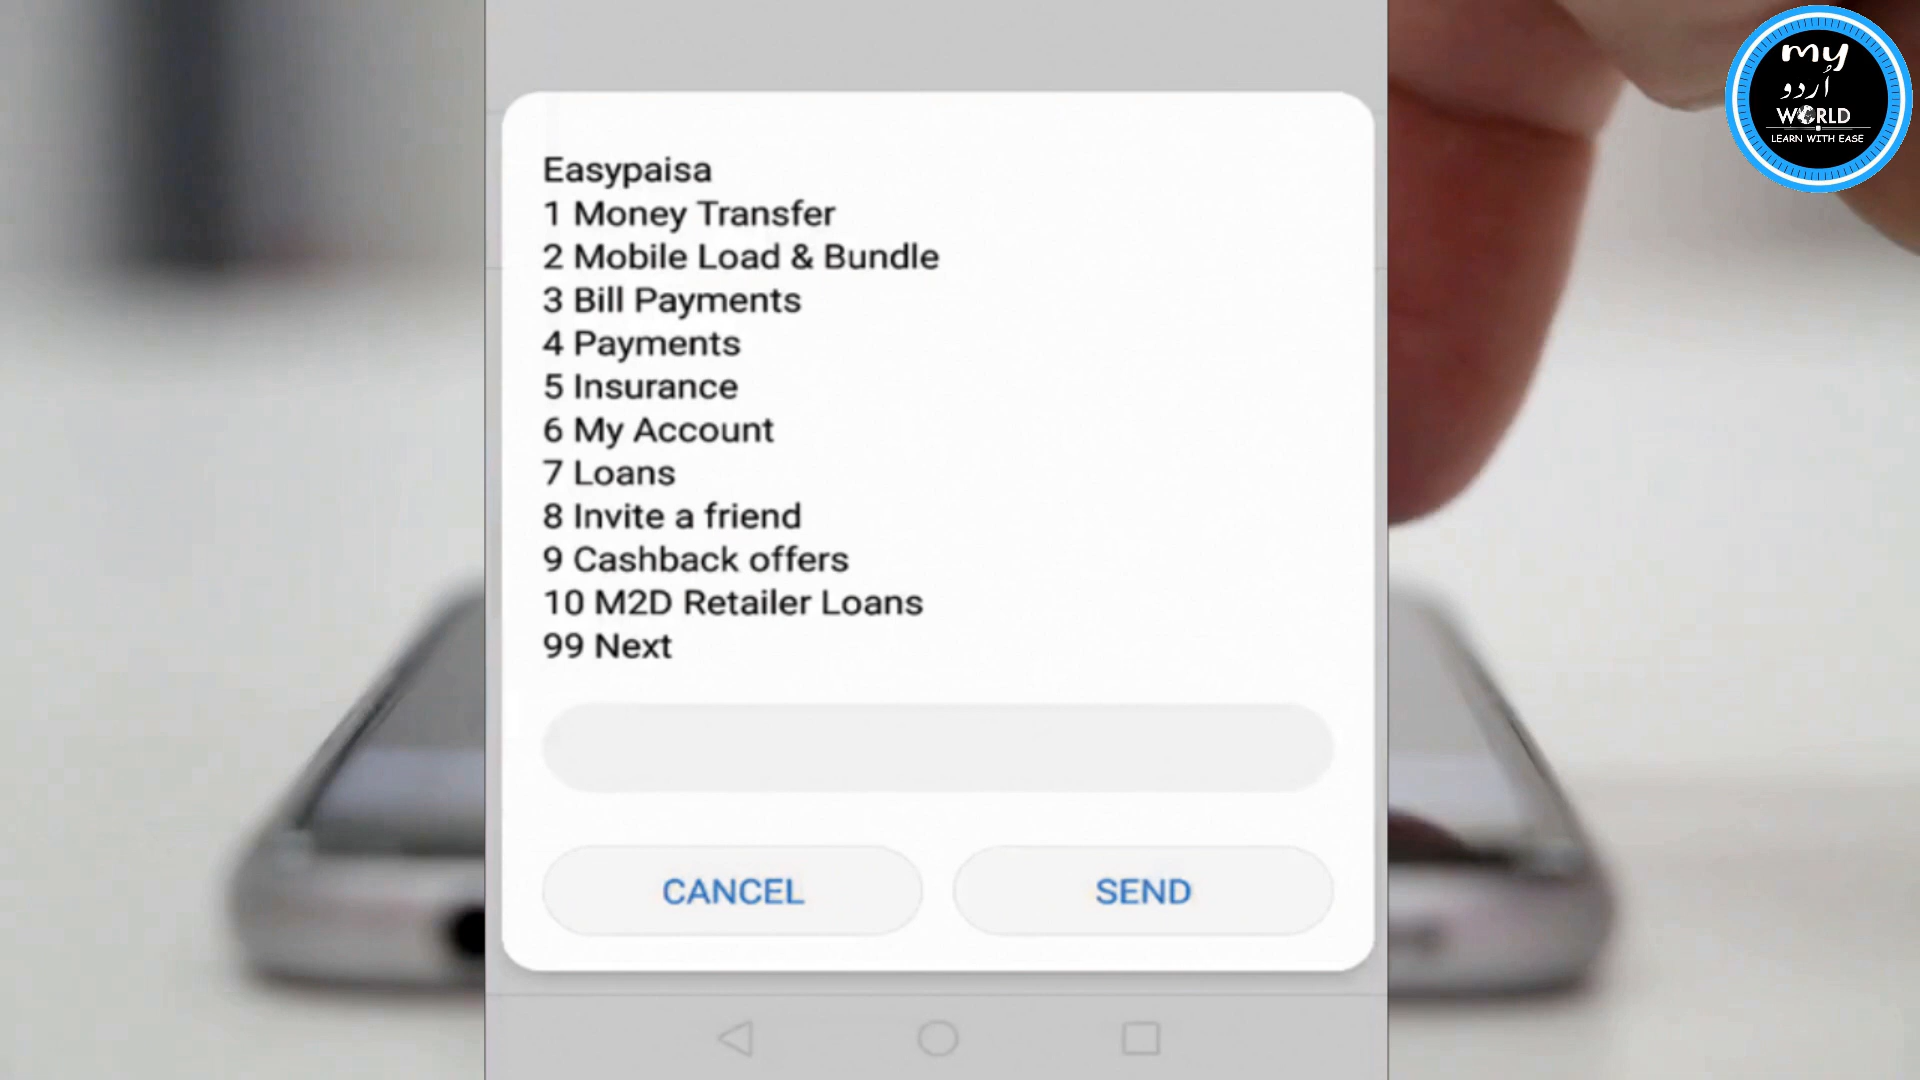 Easypaisa
1 Money Transfer
2 Mobile Load & Bundle
3 Bill Payments
4 Payments
5 Insurance
6 My Account
7 Loans
8 Invite a friend
9 Cashback offers
10 M2D Retailer Loans
99 Next
CANCEL
SEND
my
اُردو
WORLD
LEARN WITH EASE